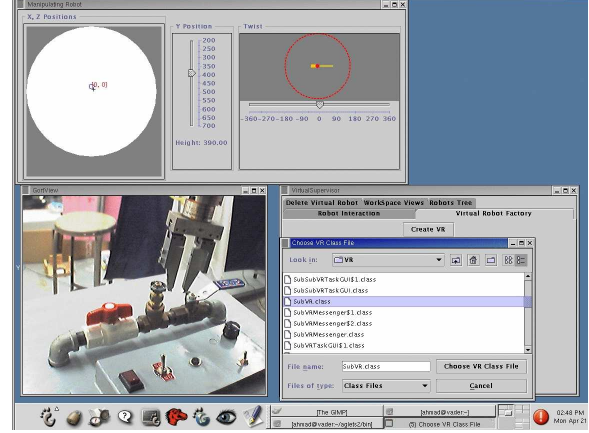 Manipulating Robot
X, Z Positions
(0, 0)
Y Position
200
250
300
350
400
450
500
550
600
650
700
Height: 390.00
Twist
-360 -270 -180 -90 0 90 180 270 360
GortView
VirtualSupervisor
Delete Virtual Robot WorkSpace Views Robots Tree
Robot Interaction Virtual Robot Factory
Create VR
Choose VR Class File
Look in: VR
SubSubVRTaskGUI$1.class
SubSubVRTaskGUI.class
SubVR.class
SubVRMessenger$1.class
SubVRMessenger$2.class
SubVRMessenger.class
SubVRTaskGUI$1.class
File name: SubVR.class Choose VR Class File
Files of type: Class Files Cancel
[The GIMP] [ahmad@vader:~]
[ahmad@vader:~/aglets2/bin] (5) Choose VR Class File
02:48 PM
Mon Apr 21